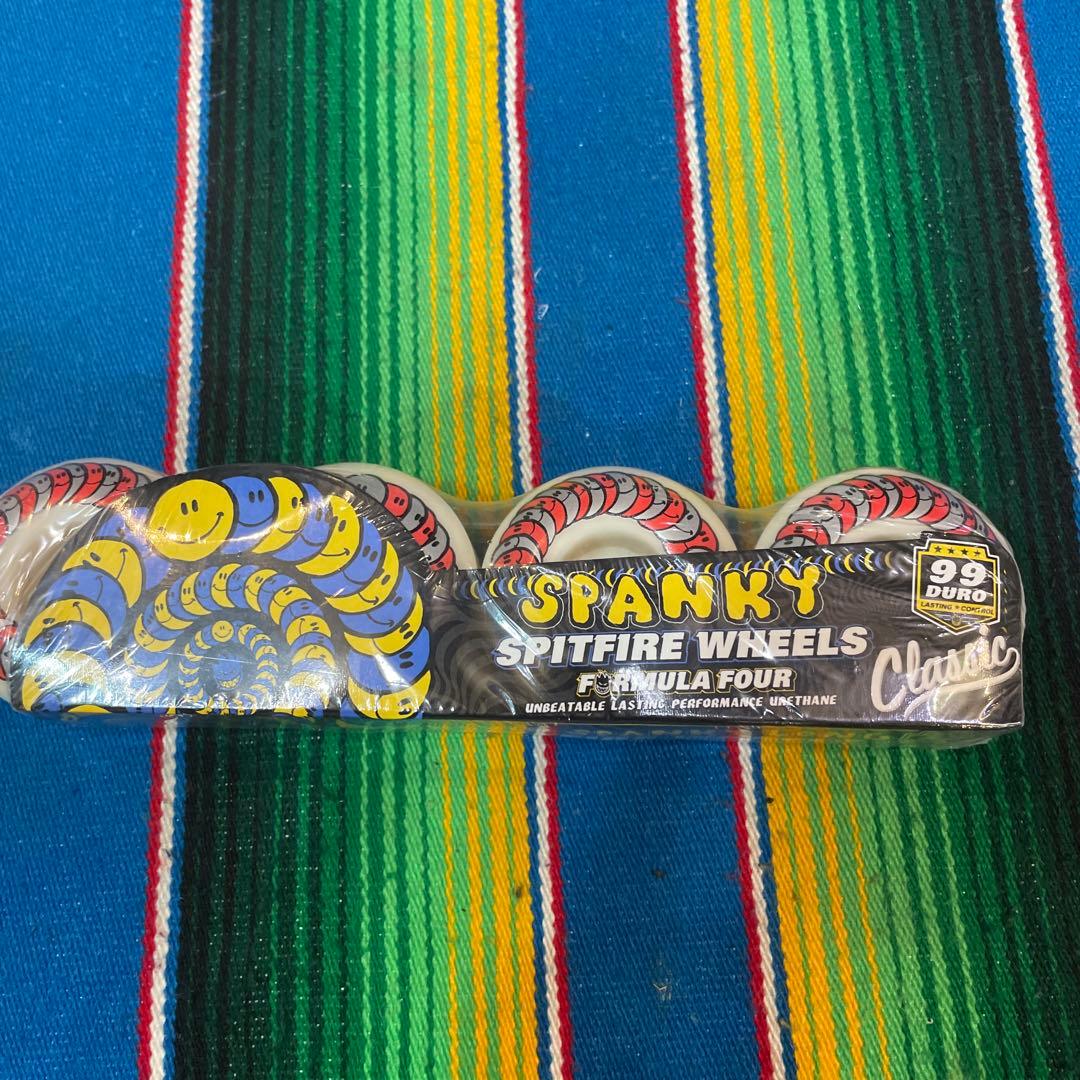 SPANKY
SPITFIRE WHEELS
FORMULA FOUR
UNBEATABLE LASTING PERFORMANCE URETHANE
99
DURO
LASTING CONTROL
Classic